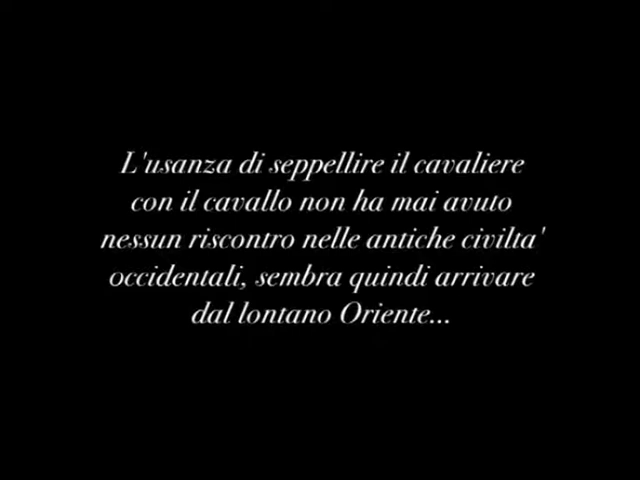 L'usanza di seppellire il cavaliere
con il cavallo non ha mai avuto
nessun riscontro nelle antiche civilta'
occidentali, sembra quindi arrivare
dal lontano Oriente...